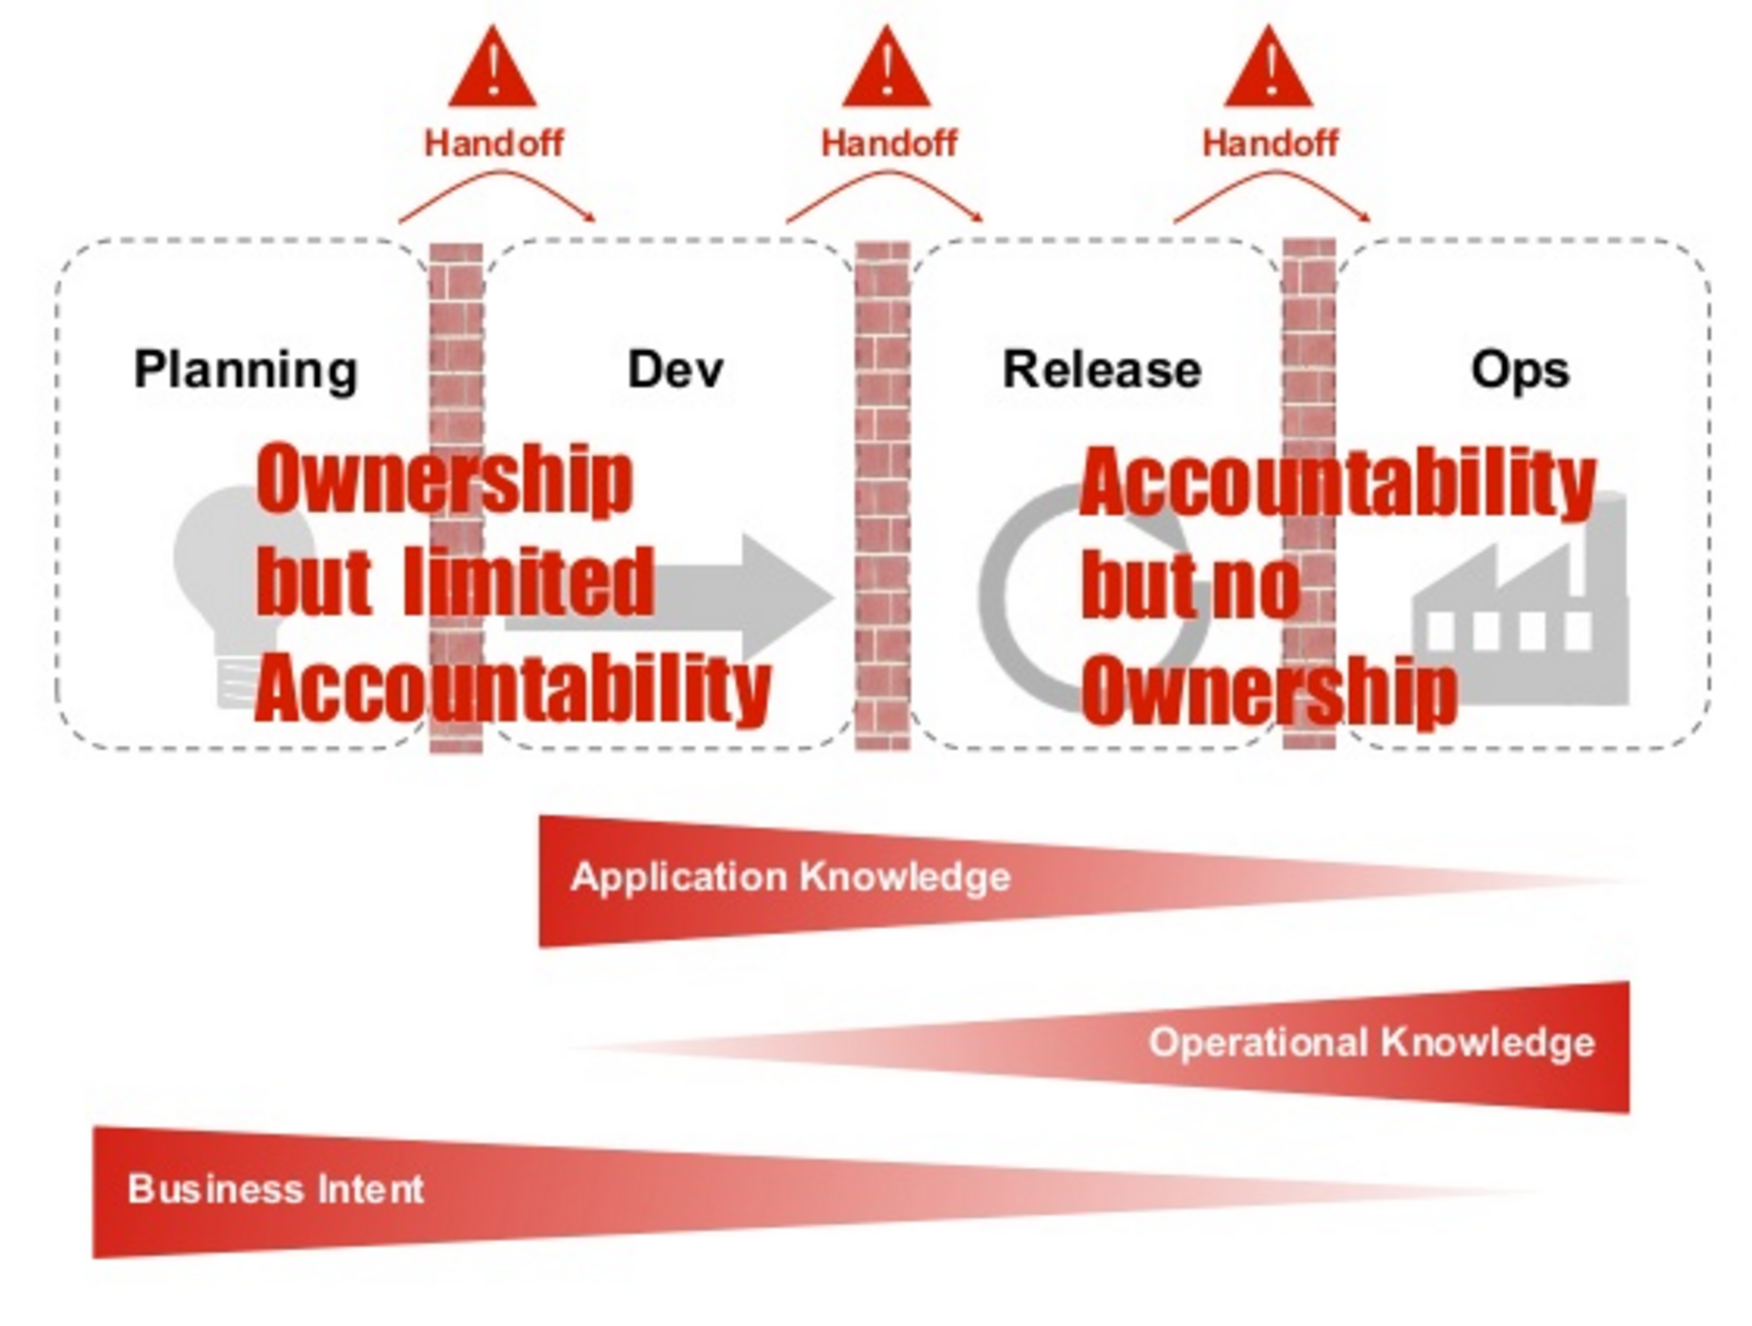 Handoff
Handoff
Handoff
Planning
Dev
Release
Ops
Ownership
but limited
Accountability
Accountability
but no
Ownership
Application Knowledge
Operational Knowledge
Business Intent